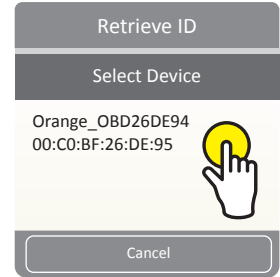 Retrieve ID
Select Device
Orange_OBD26DE94
00:C0:BF:26:DE:95
Cancel